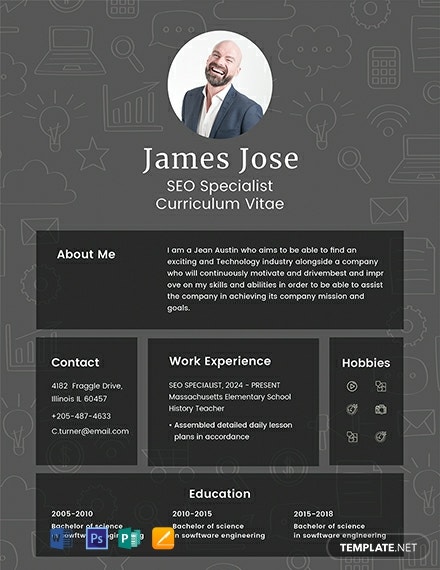 James Jose
SEO Specialist
Curriculum Vitae
About Me
I am a Jean Austin who aims to be able to find an
exciting and Technology industry alongside a company
who will continuously motivate and drivembest and impr
ove on my skills and abilities in order to be able to assist
the company in achieving its company mission and
goals.
Contact
4182 Fraggle Drive,
Illinois IL 60457
+205-487-4633
C.turner@email.com
Work Experience
SEO SPECIALIST, 2024 - PRESENT
Massachusetts Elementary School
History Teacher
• Assembled detailed daily lesson
plans in accordance
Hobbies
Education
2005-2010
Bachelor of science
in sowftware engineering
2010-2015
Bachelor of science
in sowftware engineering
2015-2018
Bachelor of science
in sowftware engineering
W
Ps
P
TEMPLATE.NET